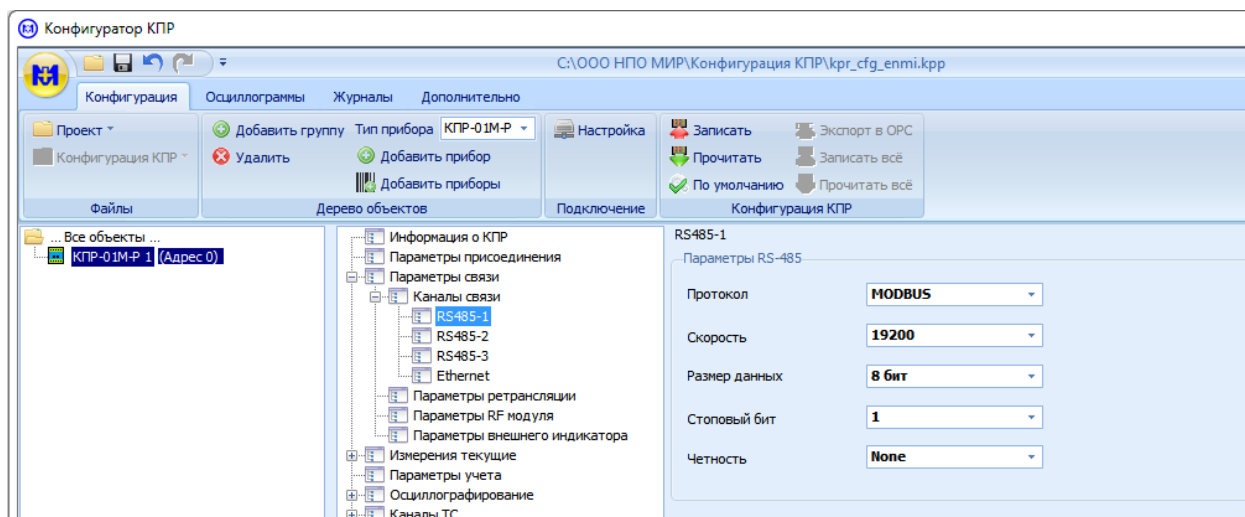 Конфигуратор КПР
C:\ООО НПО МИР\Конфигурация КПР\kpr_cfg_enmi.kpp
Конфигурация Осциллограммы Журналы Дополнительно
Проект Добавить группу Тип прибора КПР-01М-Р Настройка Записать Экспорт в OPC
Конфигурация КПР Удалить Добавить прибор Прочитать Записать всё
Добавить приборы По умолчанию Прочитать всё
Файлы Дерево объектов Подключение Конфигурация КПР
... Все объекты ...
КПР-01М-Р 1 (Адрес 0)
Информация о КПР
Параметры присоединения
Параметры связи
Каналы связи
RS485-1
RS485-2
RS485-3
Ethernet
Параметры ретрансляции
Параметры RF модуля
Параметры внешнего индикатора
Измерения текущие
Параметры учета
Осциллографирование
Каналы ТС
RS485-1
Параметры RS-485
Протокол MODBUS
Скорость 19200
Размер данных 8 бит
Стоповый бит 1
Четность None